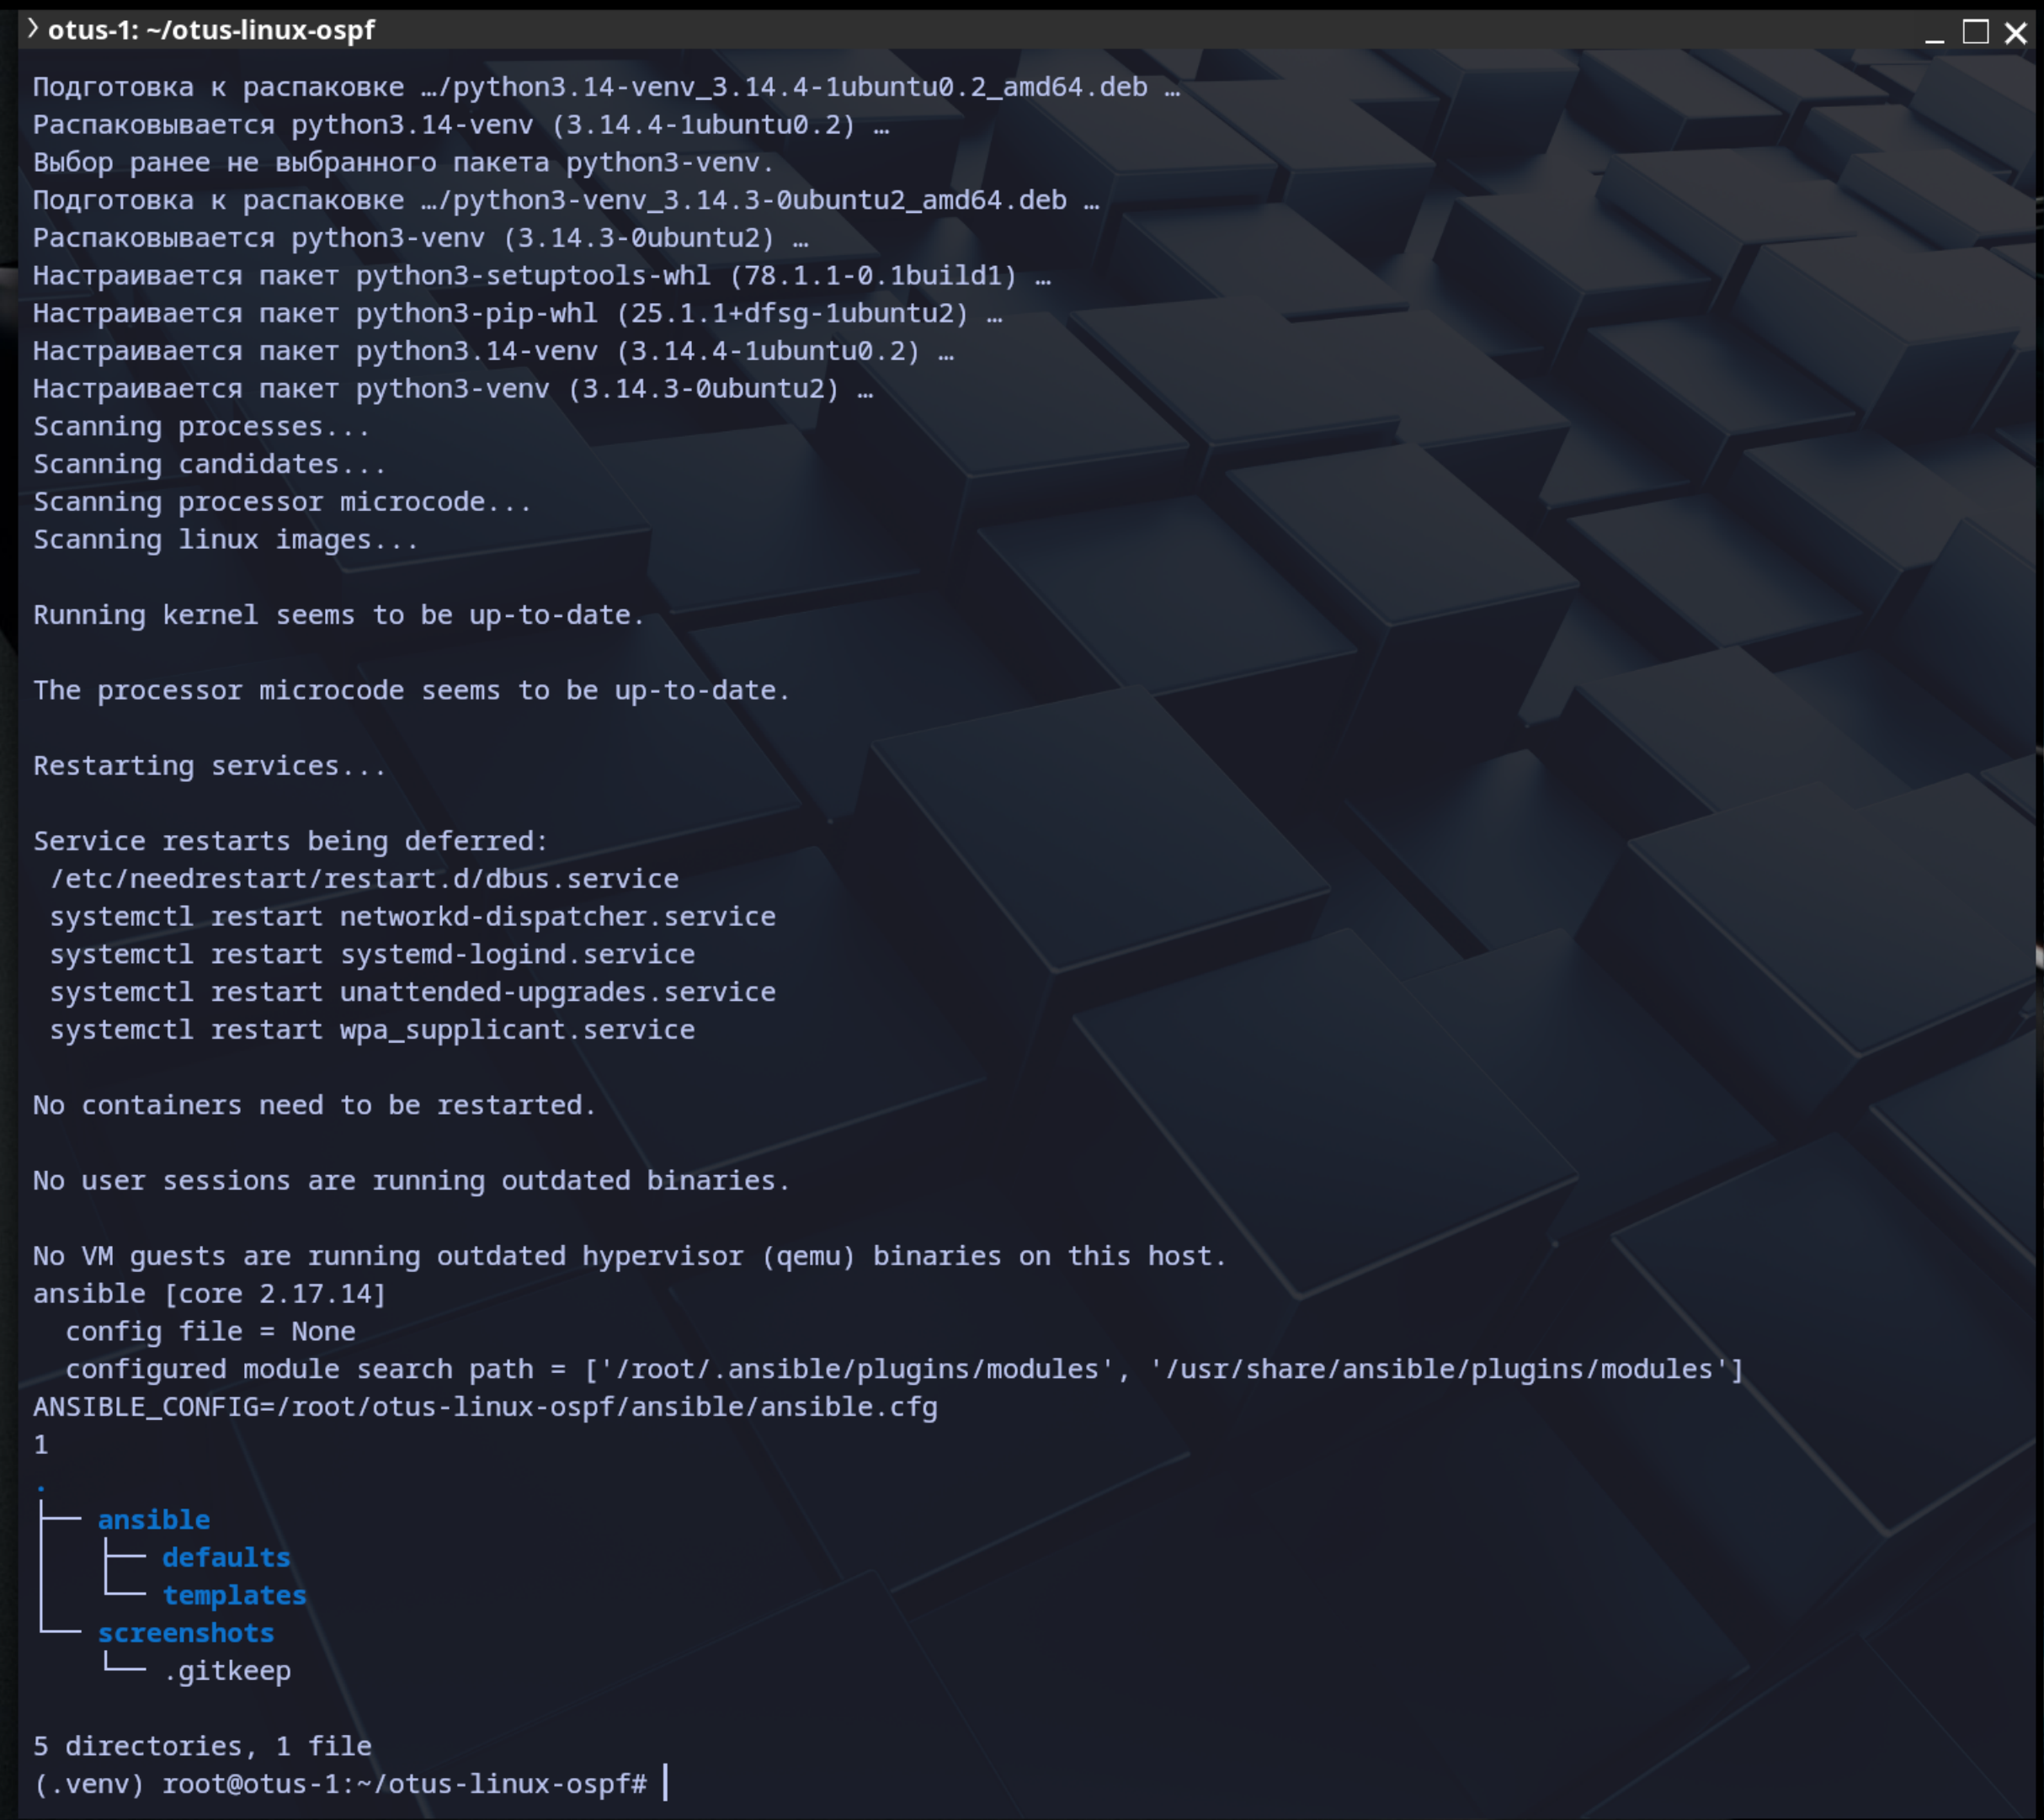 otus-1: ~/otus-linux-ospf
Подготовка к распаковке …/python3.14-venv_3.14.4-1ubuntu0.2_amd64.deb …
Распаковывается python3.14-venv (3.14.4-1ubuntu0.2) …
Выбор ранее не выбранного пакета python3-venv.
Подготовка к распаковке …/python3-venv_3.14.3-0ubuntu2_amd64.deb …
Распаковывается python3-venv (3.14.3-0ubuntu2) …
Настраивается пакет python3-setuptools-whl (78.1.1-0.1build1) …
Настраивается пакет python3-pip-whl (25.1.1+dfsg-1ubuntu2) …
Настраивается пакет python3.14-venv (3.14.4-1ubuntu0.2) …
Настраивается пакет python3-venv (3.14.3-0ubuntu2) …
Scanning processes...
Scanning candidates...
Scanning processor microcode...
Scanning linux images...
Running kernel seems to be up-to-date.
The processor microcode seems to be up-to-date.
Restarting services...
Service restarts being deferred:
 /etc/needrestart/restart.d/dbus.service
 systemctl restart networkd-dispatcher.service
 systemctl restart systemd-logind.service
 systemctl restart unattended-upgrades.service
 systemctl restart wpa_supplicant.service
No containers need to be restarted.
No user sessions are running outdated binaries.
No VM guests are running outdated hypervisor (qemu) binaries on this host.
ansible [core 2.17.14]
  config file = None
  configured module search path = ['/root/.ansible/plugins/modules', '/usr/share/ansible/plugins/modules']
ANSIBLE_CONFIG=/root/otus-linux-ospf/ansible/ansible.cfg
1
.
├── ansible
│   ├── defaults
│   └── templates
└── screenshots
    └── .gitkeep
5 directories, 1 file
(.venv) root@otus-1:~/otus-linux-ospf#